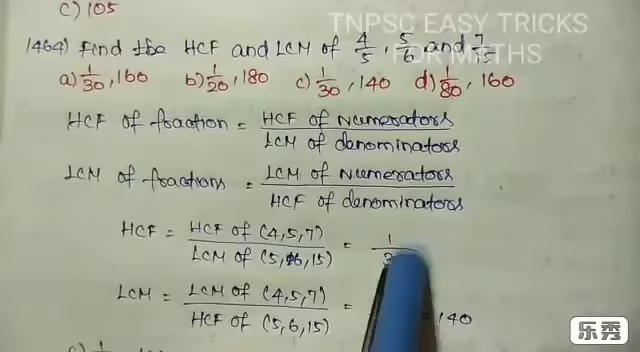 c) 105
TNPSC EASY TRICKS
FOR MATHS
1464) Find the HCF and LCM of 4/5, 5/6 and 7/15
a) 1/30, 160 b) 1/20, 180 c) 1/30, 140 d) 1/80, 160
HCF of fraction = HCF of Numerators / LCM of denominators
LCM of fractions = LCM of Numerators / HCF of denominators
HCF = HCF of (4,5,7) / LCM of (5,6,15) = 1/3
LCM = LCM of (4,5,7) / HCF of (5,6,15) = = 140
乐秀